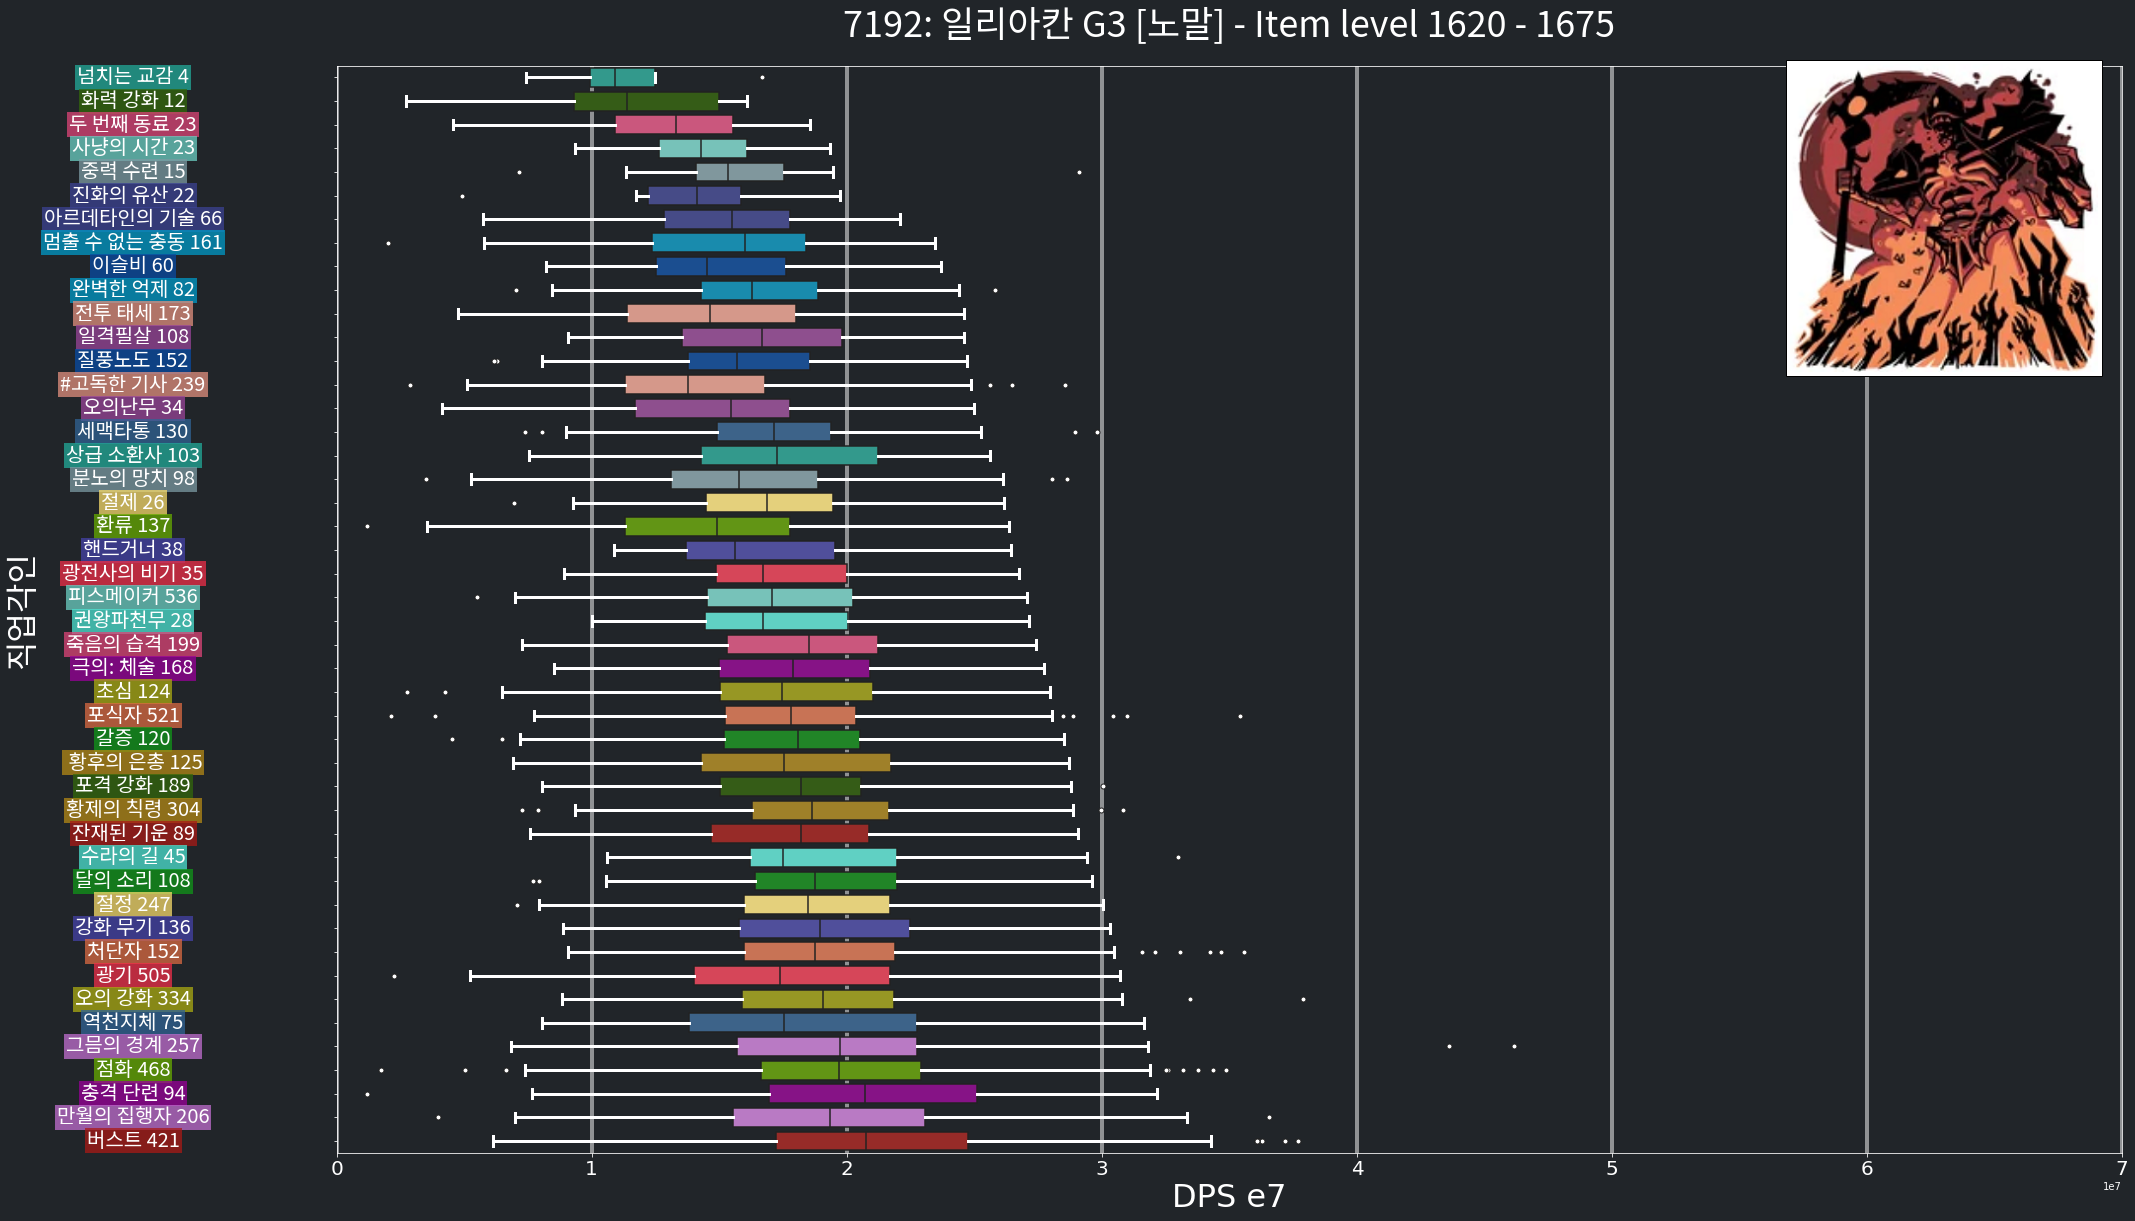 7192: 일리아칸 G3 [노말] - Item level 1620 - 1675
직업각인
넘치는 교감 4
화력 강화 12
두 번째 동료 23
사냥의 시간 23
중력 수련 15
진화의 유산 22
아르데타인의 기술 66
멈출 수 없는 충동 161
이슬비 60
완벽한 억제 82
전투 태세 173
일격필살 108
질풍노도 152
#고독한 기사 239
오의난무 34
세맥타통 130
상급 소환사 103
분노의 망치 98
절제 26
환류 137
핸드거너 38
광전사의 비기 35
피스메이커 536
권왕파천무 28
죽음의 습격 199
극의: 체술 168
초심 124
포식자 521
갈증 120
황후의 은총 125
포격 강화 189
황제의 칙령 304
잔재된 기운 89
수라의 길 45
달의 소리 108
절정 247
강화 무기 136
처단자 152
광기 505
오의 강화 334
역천지체 75
그믐의 경계 257
점화 468
충격 단련 94
만월의 집행자 206
버스트 421
0 1 2 3 4 5 6 7
1e7
DPS e7